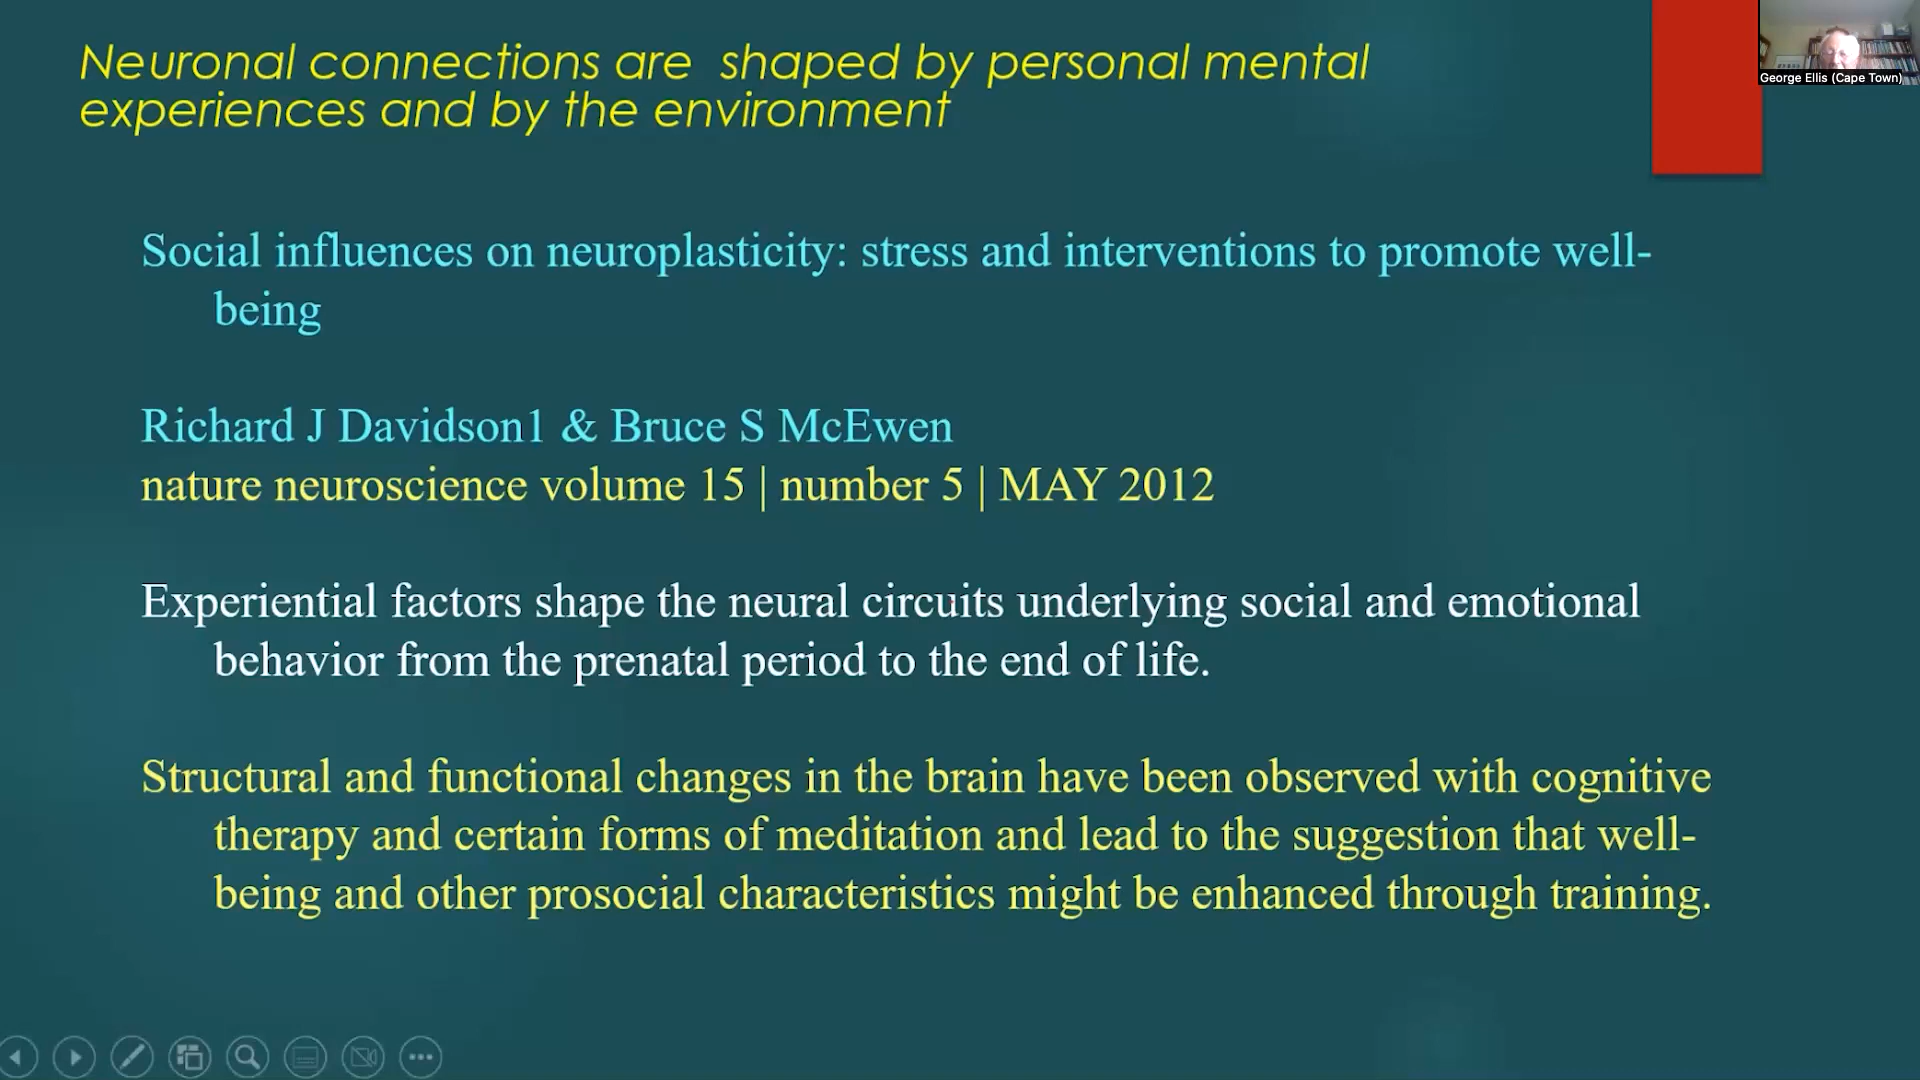 Neuronal connections are shaped by personal mental
experiences and by the environment
George Ellis (Cape Town)
Social influences on neuroplasticity: stress and interventions to promote well-
being
Richard J Davidson1 & Bruce S McEwen
nature neuroscience volume 15 | number 5 | MAY 2012
Experiential factors shape the neural circuits underlying social and emotional
behavior from the prenatal period to the end of life.
Structural and functional changes in the brain have been observed with cognitive
therapy and certain forms of meditation and lead to the suggestion that well-
being and other prosocial characteristics might be enhanced through training.